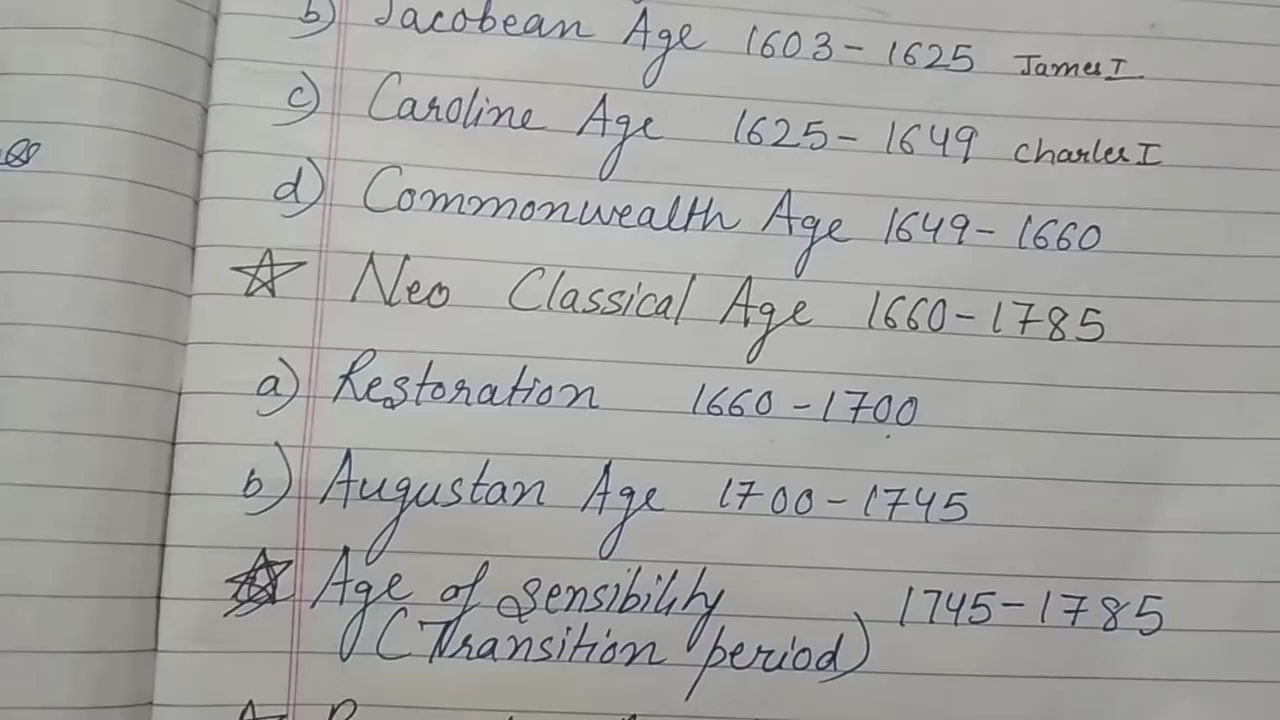 b) Jacobean Age 1603-1625 James I
c) Caroline Age 1625-1649 Charles I
d) Commonwealth Age 1649-1660
☆ Neo Classical Age 1660-1785
a) Restoration 1660-1700
b) Augustan Age 1700-1745
☆ Age of Sensibility 1745-1785
(Transition period)